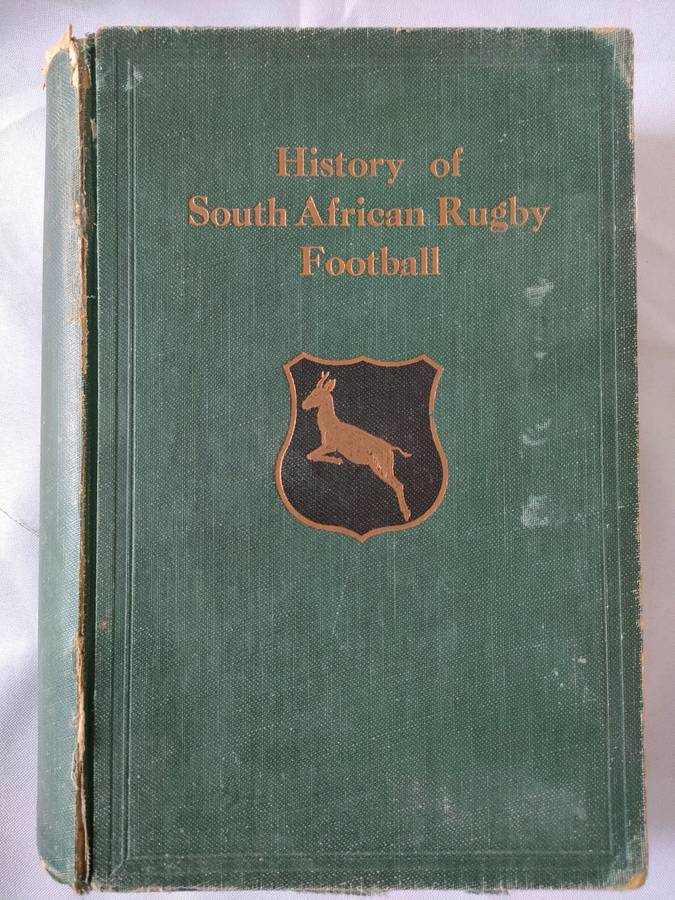 History of
South African Rugby
Football